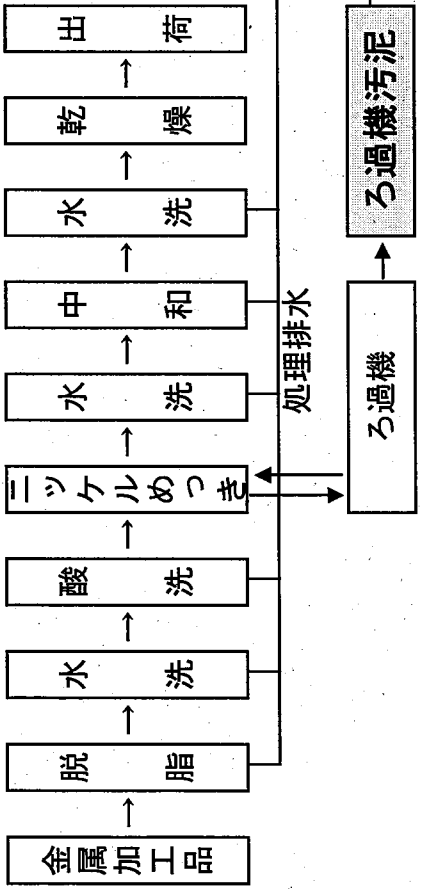 金属加工品
脱脂
水洗
酸洗
ニッケルめっき
水洗
中和
水洗
乾燥
出荷
処理排水
ろ過機
ろ過機汚泥